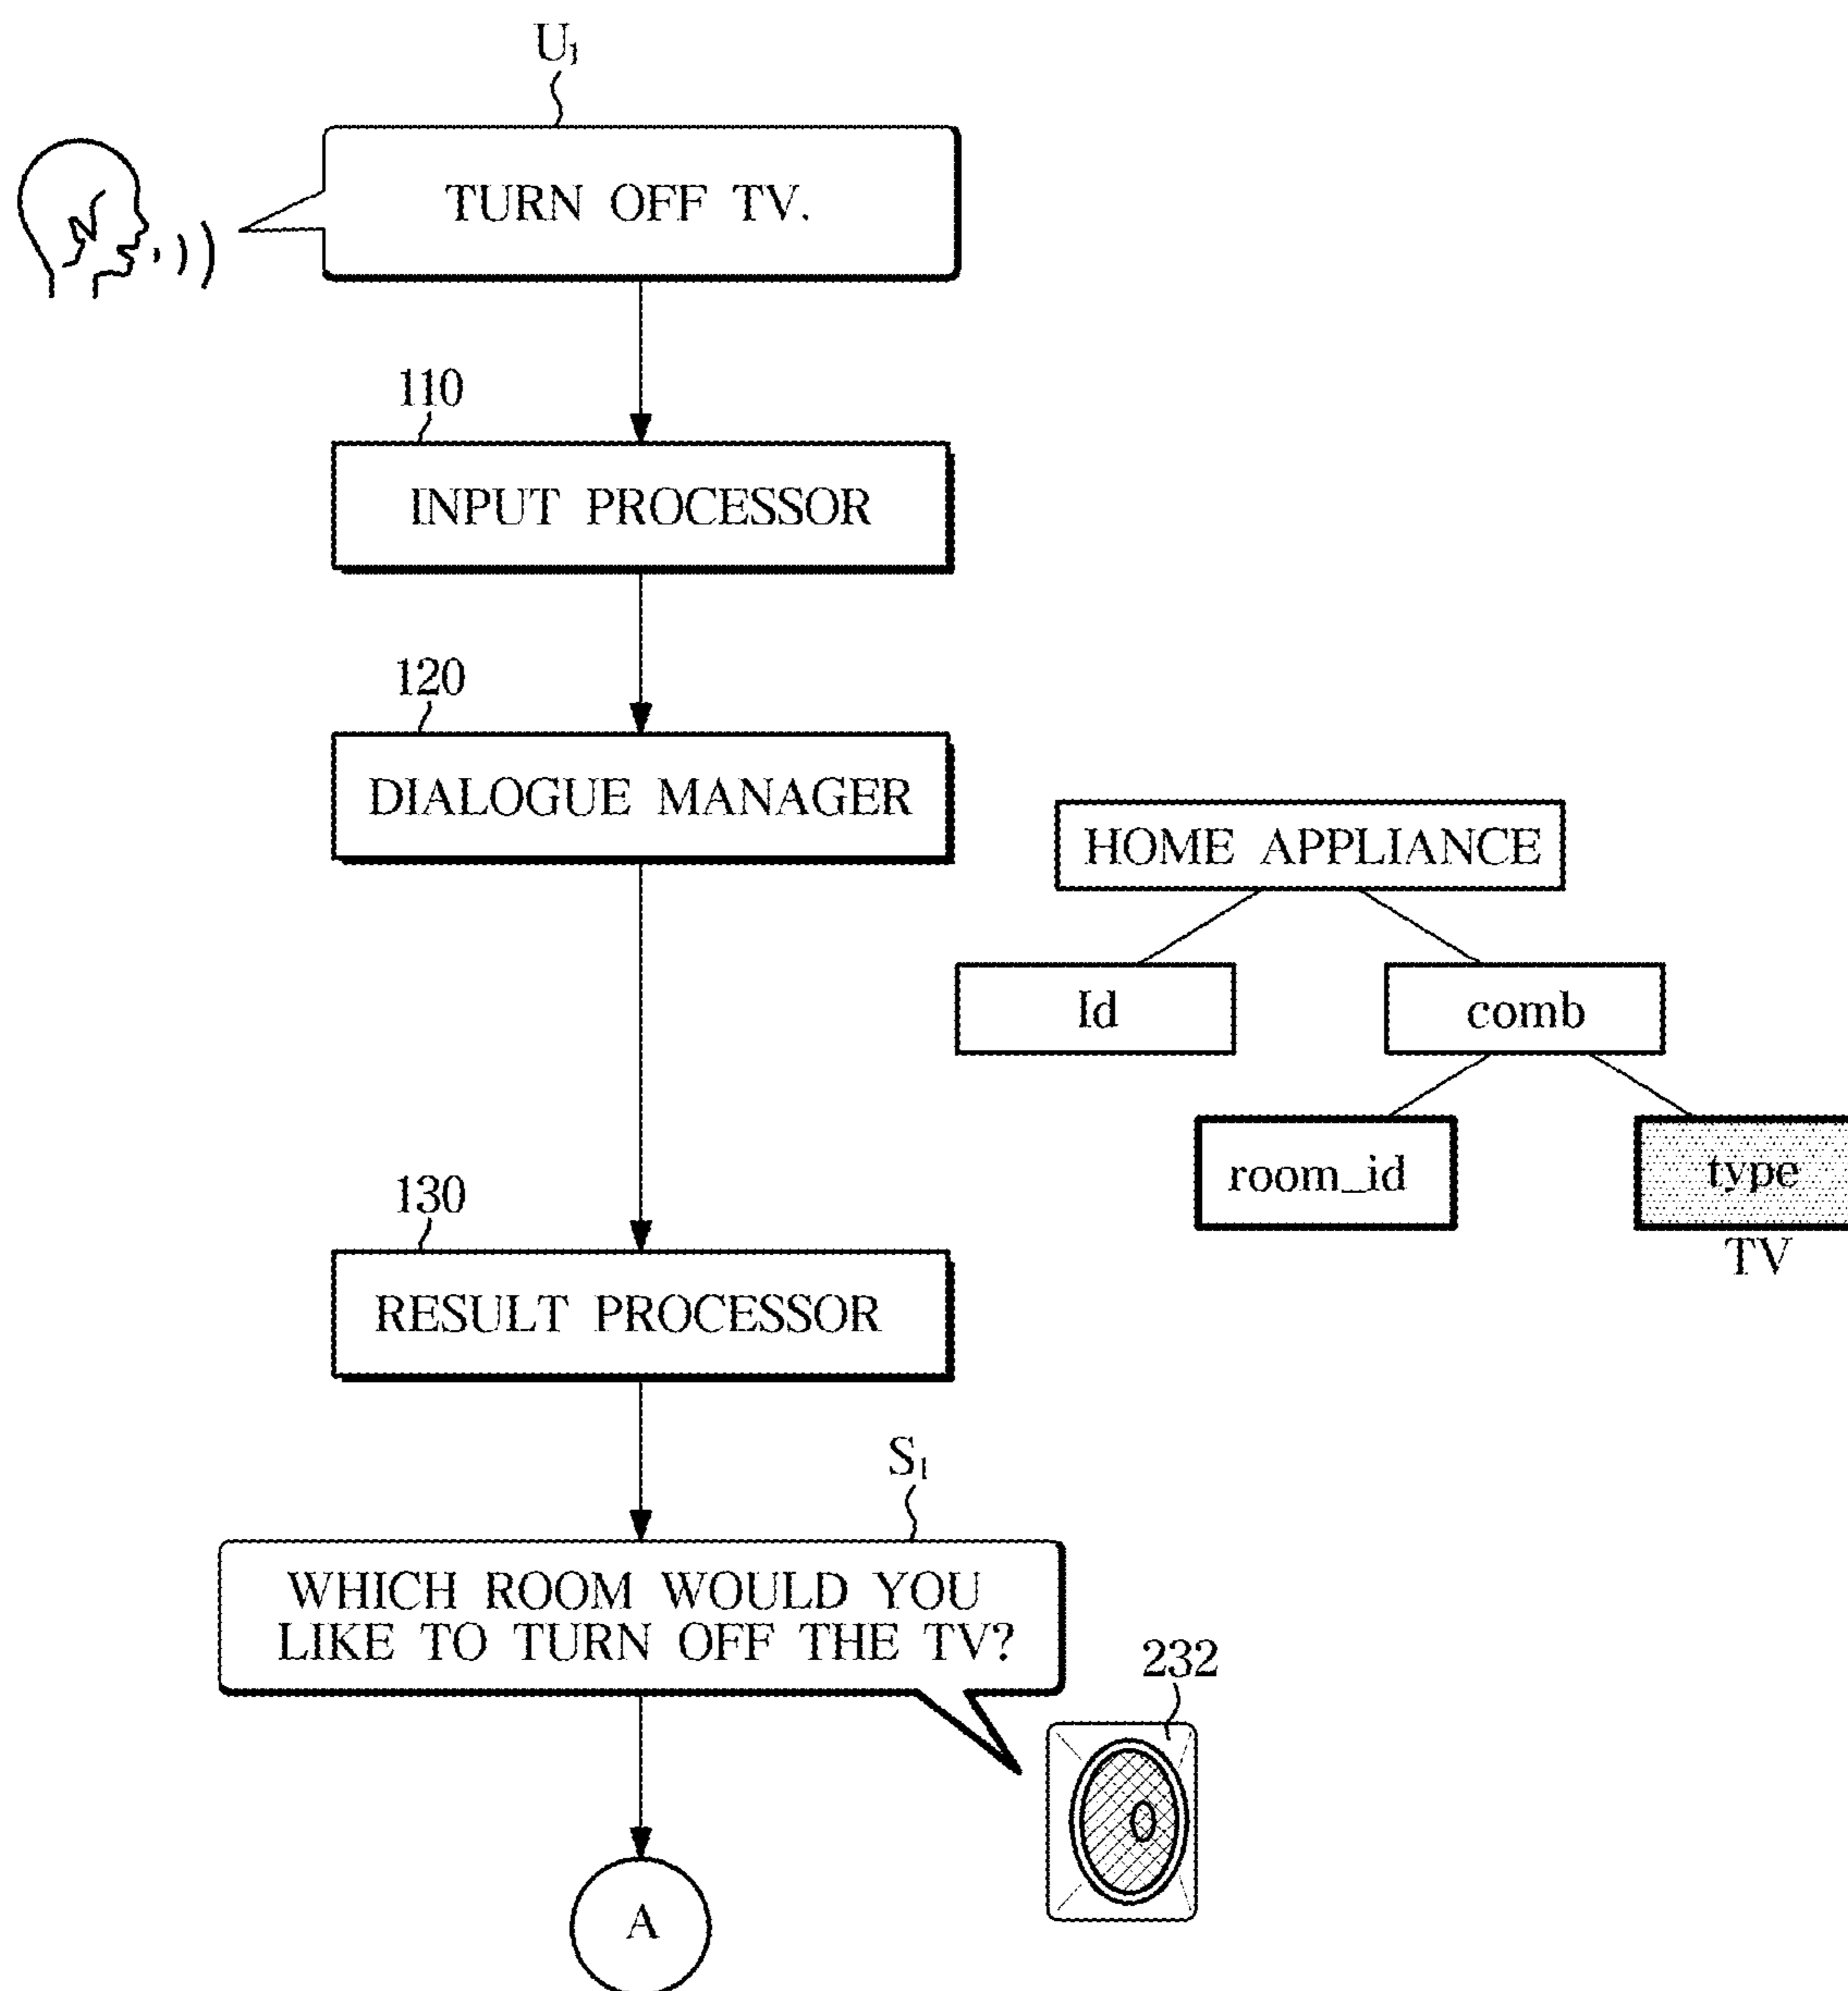 U₁
TURN OFF TV.
110
INPUT PROCESSOR
120
DIALOGUE MANAGER
HOME APPLIANCE
Id
comb
room_id
type
TV
130
RESULT PROCESSOR
S₁
WHICH ROOM WOULD YOU
LIKE TO TURN OFF THE TV?
232
A